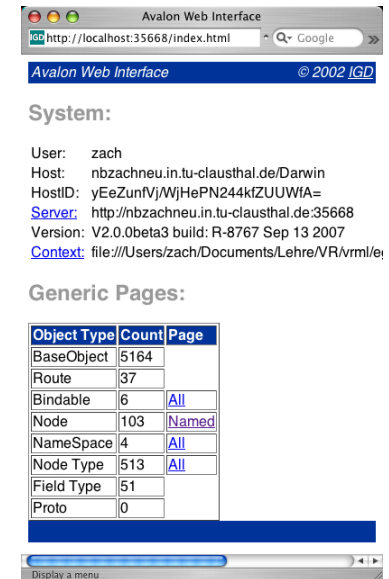 Avalon Web Interface
IGD http://localhost:35668/index.html Google
Avalon Web Interface © 2002 IGD
System:
User: zach
Host: nbzachneu.in.tu-clausthal.de/Darwin
HostID: yEeZunfVj/WjHePN244kfZUUWfA=
Server: http://nbzachneu.in.tu-clausthal.de:35668
Version: V2.0.0beta3 build: R-8767 Sep 13 2007
Context: file:///Users/zach/Documents/Lehre/VR/vrml/eg
Generic Pages:
Object Type Count Page
BaseObject 5164
Route 37
Bindable 6 All
Node 103 Named
NameSpace 4 All
Node Type 513 All
Field Type 51
Proto 0
Display a menu